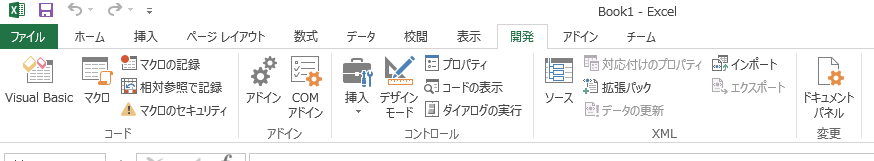 Book1 - Excel
ファイル ホーム 挿入 ページ レイアウト 数式 データ 校閲 表示 開発 アドイン チーム
Visual Basic
マクロ
マクロの記録
相対参照で記録
マクロのセキュリティ
コード
アドイン
COM
アドイン
アドイン
挿入
デザイン
モード
プロパティ
コードの表示
ダイアログの実行
コントロール
ソース
対応付けのプロパティ
拡張パック
データの更新
インポート
エクスポート
XML
ドキュメント
パネル
変更